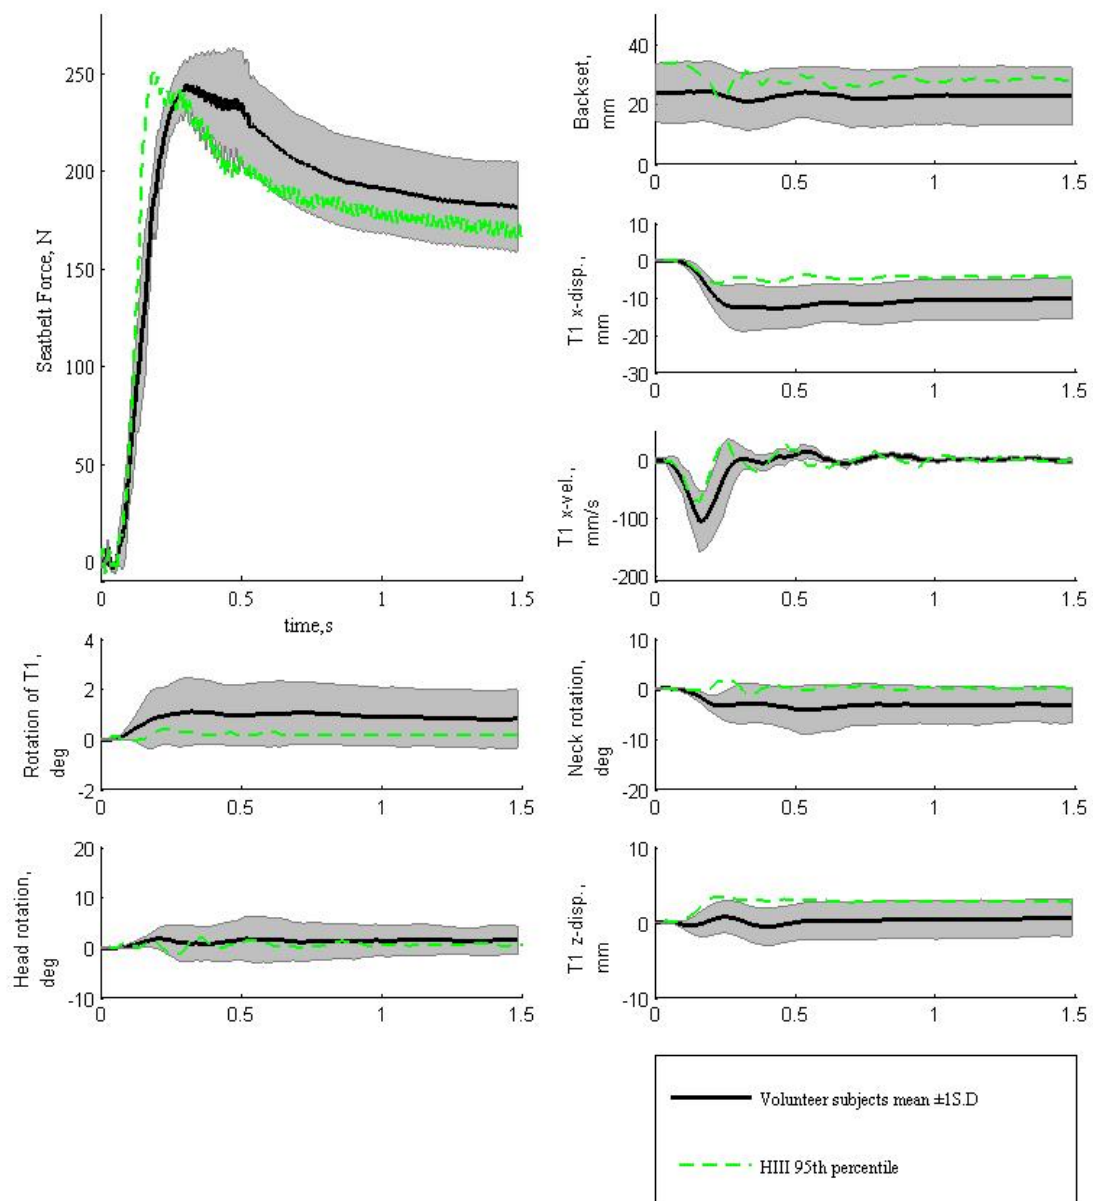 250
200
150
100
50
0
Seatbelt Force, N
0 0.5 1 1.5
time,s
40
20
0
Backset,
mm
0 0.5 1 1.5
10
0
-10
-20
-30
T1 x-disp.,
mm
0 0.5 1 1.5
0
-100
-200
T1 x-vel.,
mm/s
0 0.5 1 1.5
4
2
0
-2
Rotation of T1,
deg
0 0.5 1 1.5
10
0
-10
-20
Neck rotation,
deg
0 0.5 1 1.5
20
10
0
-10
Head rotation,
deg
0 0.5 1 1.5
10
0
-10
T1 z-disp.,
mm
0 0.5 1 1.5
Volunteer subjects mean ±1S.D
HIII 95th percentile